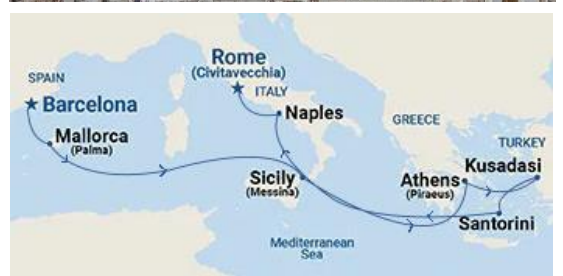 Rome
(Civitavecchia)
SPAIN
ITALY
Barcelona
Naples
Mallorca
(Palma)
GREECE
TURKEY
Kusadasi
Sicily
(Messina)
Athens
(Piraeus)
Santorini
Mediterranean
Sea